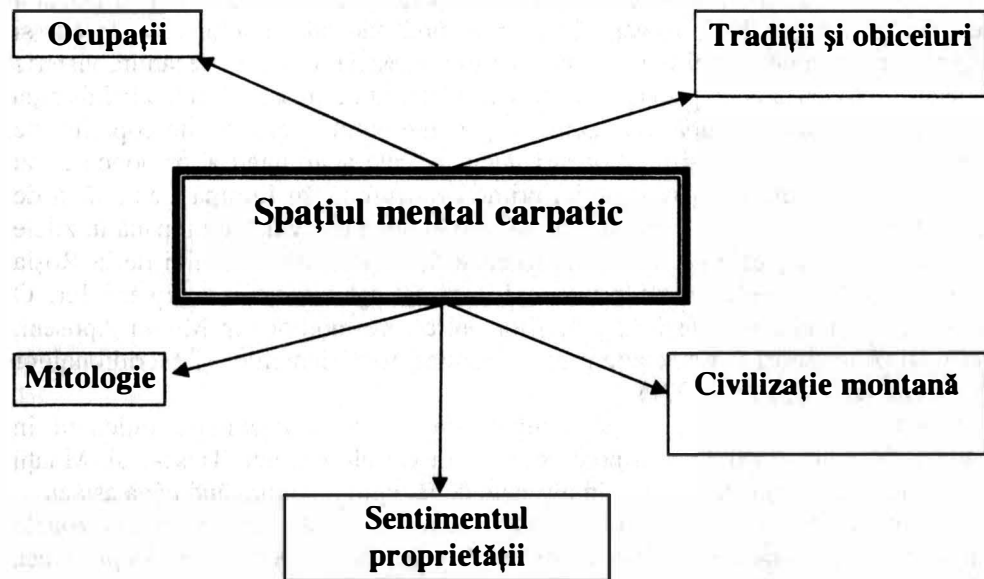 Ocupații
Tradiții și obiceiuri
Spațiul mental carpatic
Mitologie
Civilizație montană
Sentimentul
proprietății